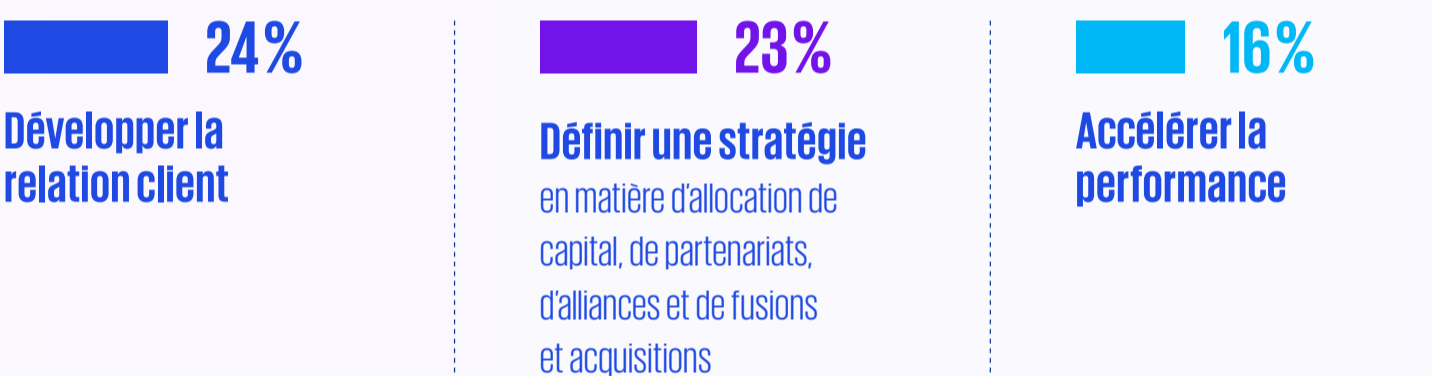 24%
Développer la
relation client
23%
Définir une stratégie
en matière d'allocation de
capital, de partenariats,
d'alliances et de fusions
et acquisitions
16%
Accélérer la
performance